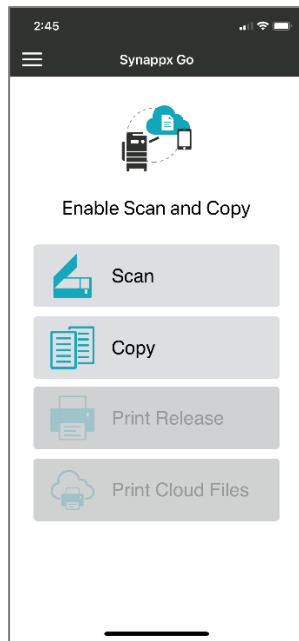 2:45
Synappx Go
Enable Scan and Copy
Scan
Copy
Print Release
Print Cloud Files